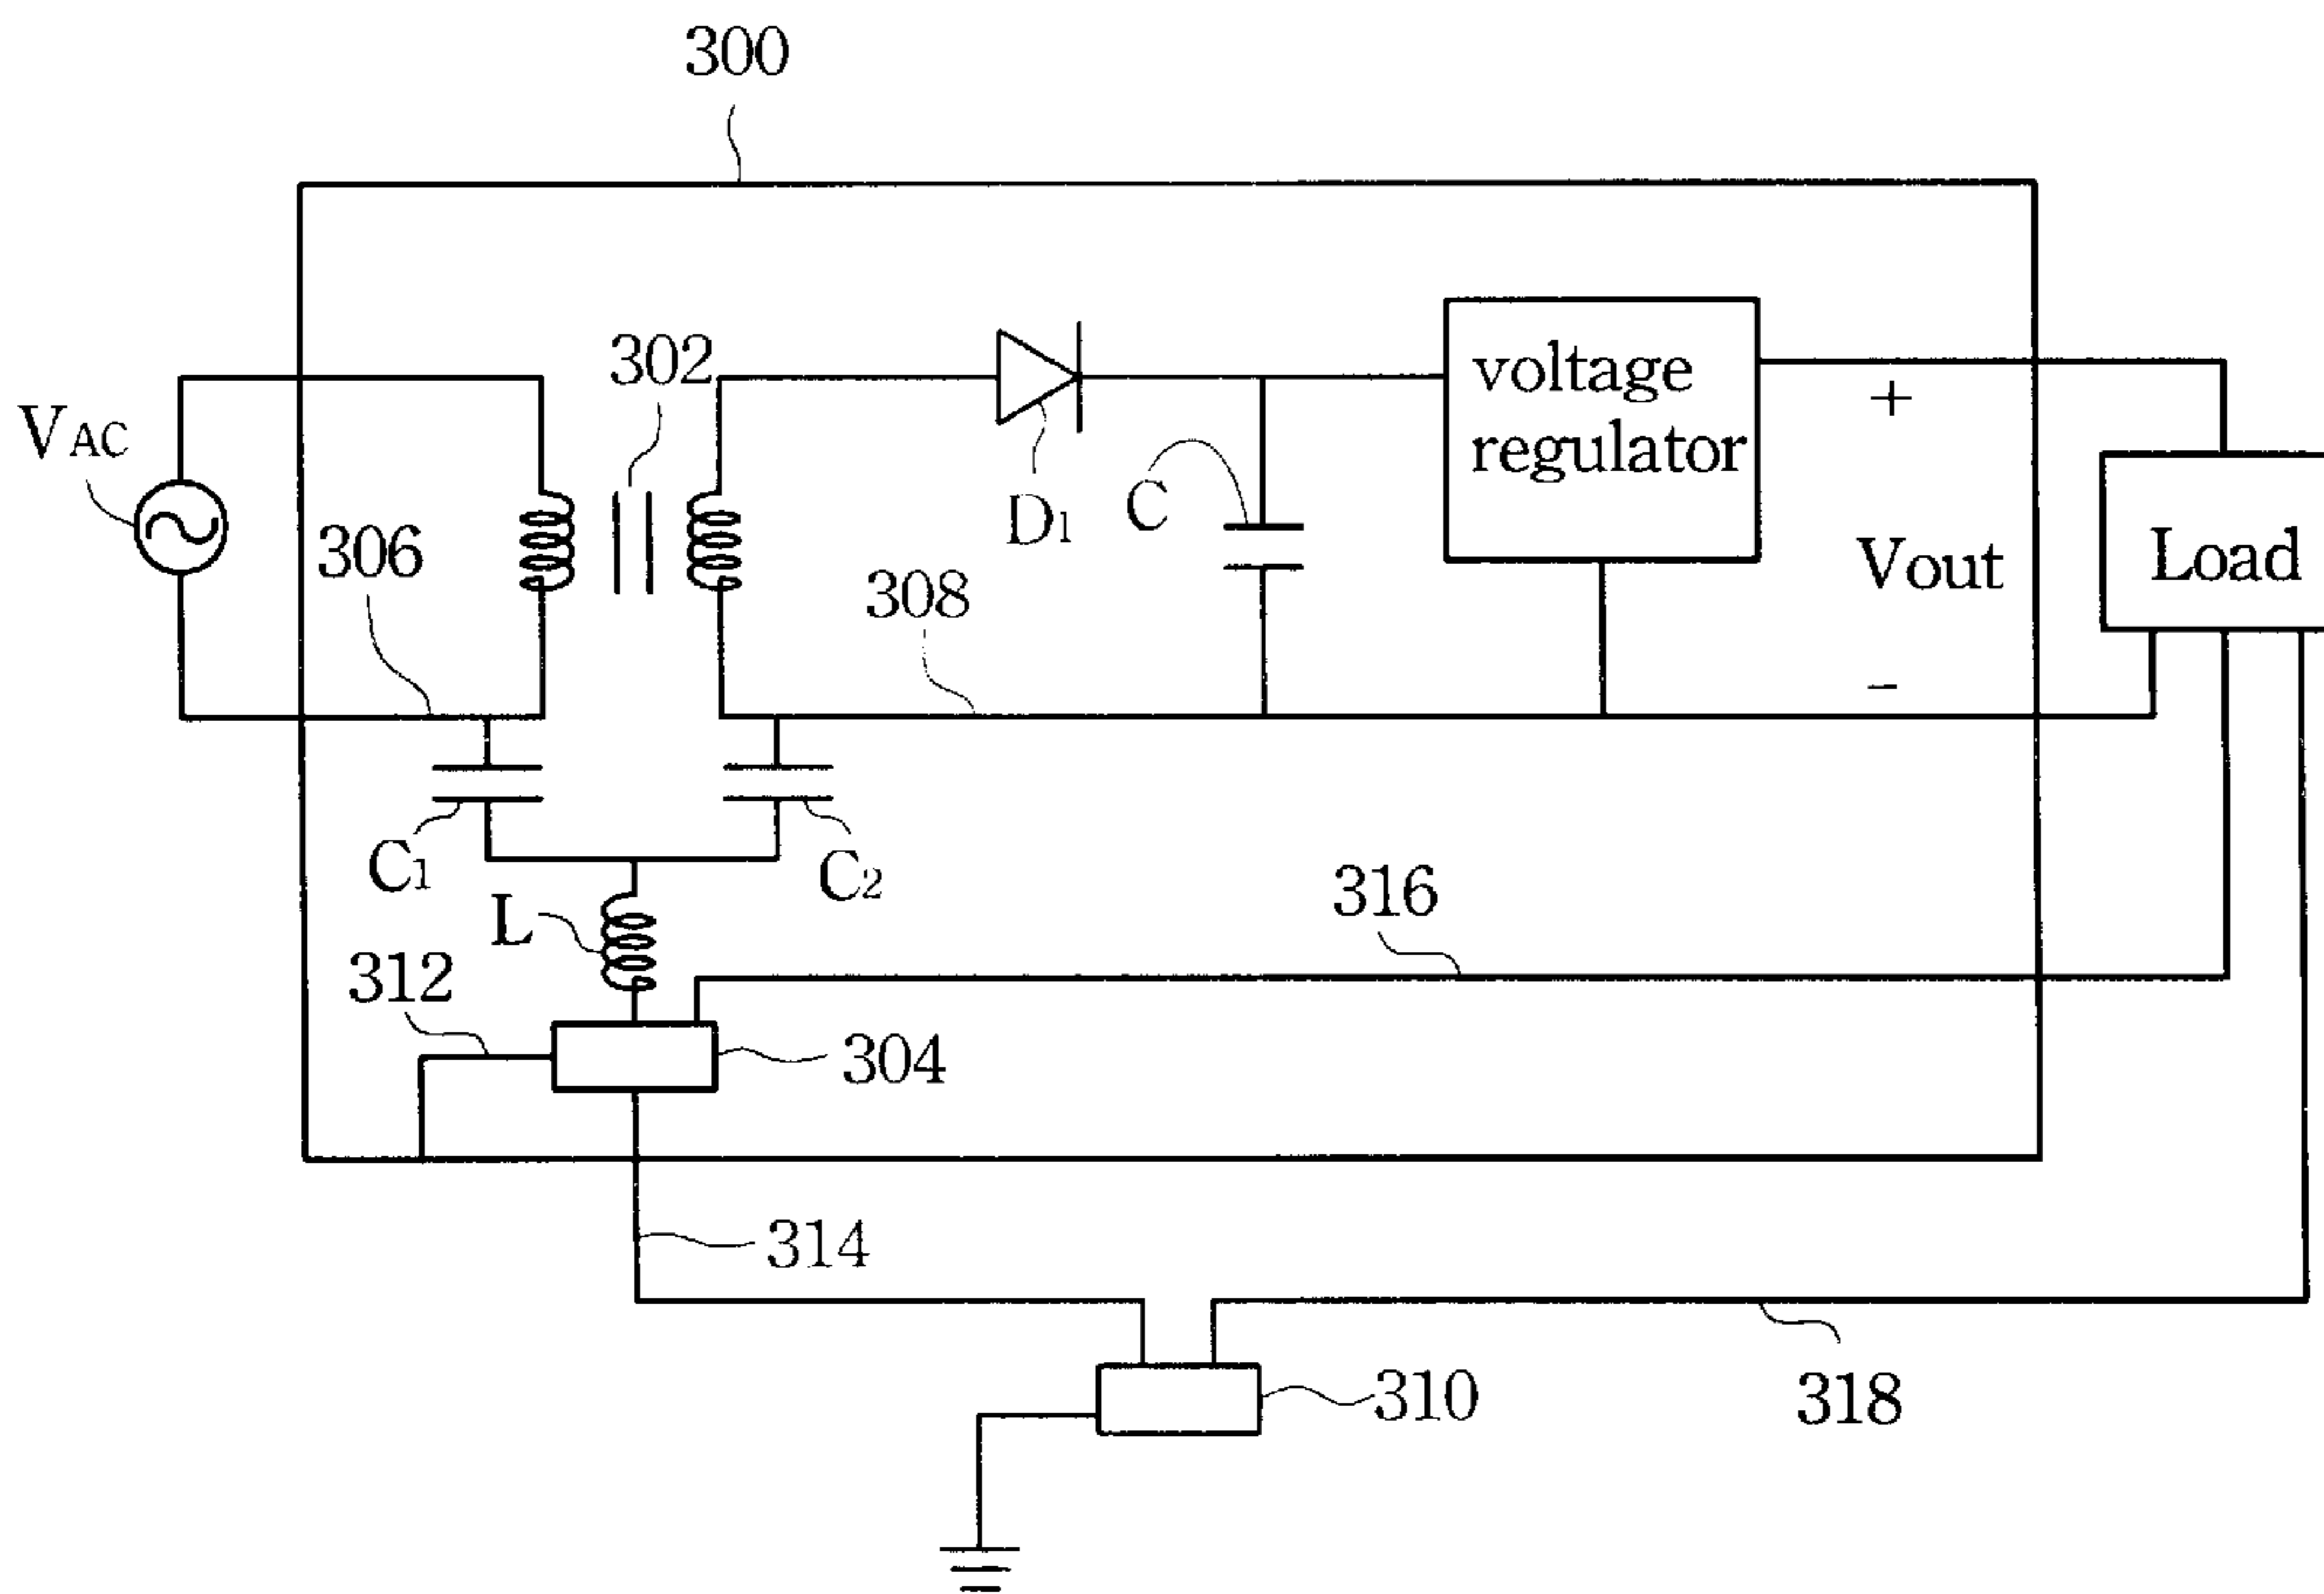 300
302
voltage
regulator
+
VAC
306
D1
C
308
Vout
Load
−
C1
C2
L
316
312
304
314
310
318